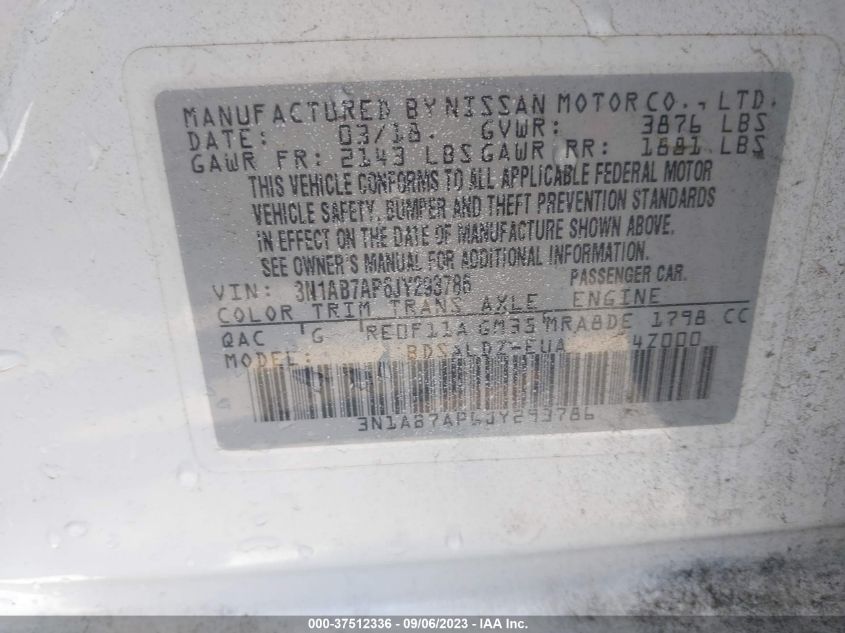 MANUFACTURED BY NISSAN MOTOR CO., LTD.
DATE: 03/18. GVWR: 3876 LBS
GAWR FR: 2143 LBS GAWR RR: 1881 LBS
THIS VEHICLE CONFORMS TO ALL APPLICABLE FEDERAL MOTOR
VEHICLE SAFETY, BUMPER AND THEFT PREVENTION STANDARDS
IN EFFECT ON THE DATE OF MANUFACTURE SHOWN ABOVE.
SEE OWNER'S MANUAL FOR ADDITIONAL INFORMATION.
VIN: 3N1AB7AP6JY293786 PASSENGER CAR.
COLOR TRIM TRANS AXLE ENGINE
QAC G RE0F11A GM35 MRA8DE 1798 CC
MODEL: BDSALDZ-EUA 4Z000
3N1AB7AP6JY293786
000-37512336 - 09/06/2023 - IAA Inc.